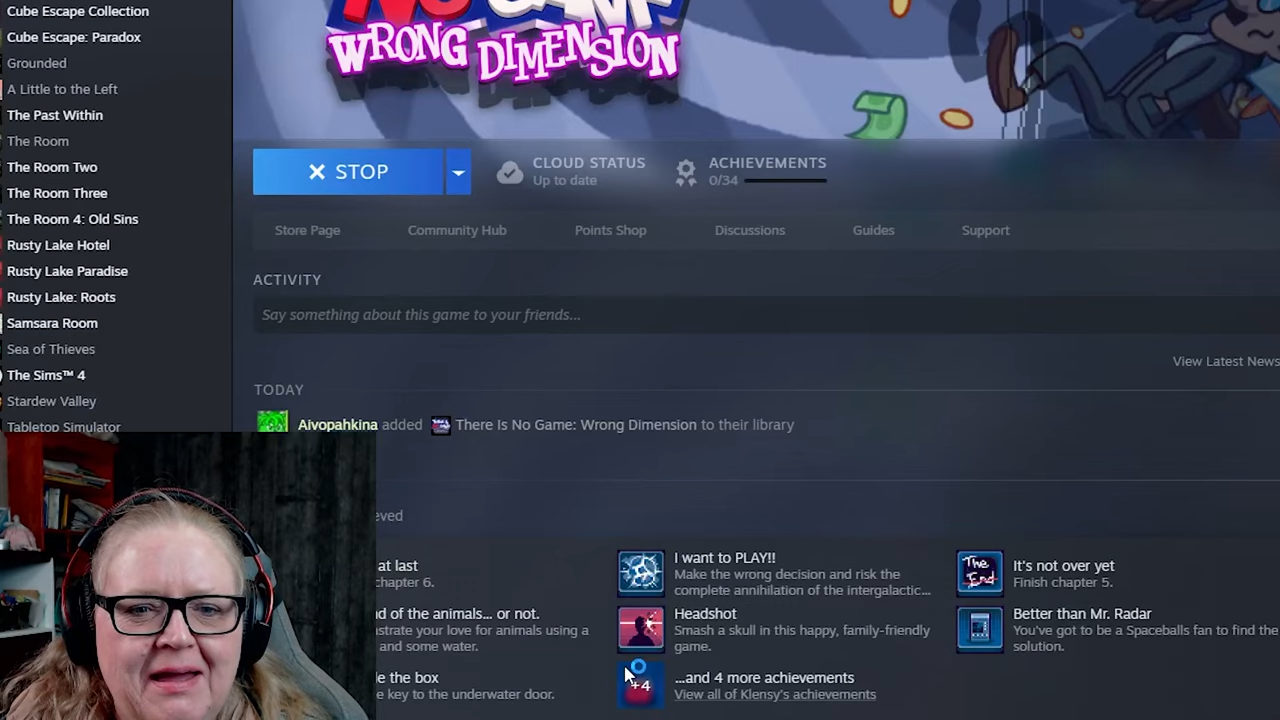 Cube Escape Collection
Cube Escape: Paradox
Grounded
A Little to the Left
The Past Within
The Room
The Room Two
The Room Three
The Room 4: Old Sins
Rusty Lake Hotel
Rusty Lake Paradise
Rusty Lake: Roots
Samsara Room
Sea of Thieves
The Sims™ 4
Stardew Valley
Tabletop Simulator
WRONG DIMENSION
STOP
CLOUD STATUS
Up to date
ACHIEVEMENTS
0/34
Store Page
Community Hub
Points Shop
Discussions
Guides
Support
ACTIVITY
Say something about this game to your friends...
View Latest News
TODAY
Aivopahkina added There Is No Game: Wrong Dimension to their library
at last
chapter 6.
I want to PLAY!!
Make the wrong decision and risk the
complete annihilation of the intergalactic...
The End
It's not over yet
Finish chapter 5.
of the animals... or not.
your love for animals using a
and some water.
Headshot
Smash a skull in this happy, family-friendly
game.
Better than Mr. Radar
You've got to be a Spaceballs fan to find the
solution.
the box
key to the underwater door.
+4
...and 4 more achievements
View all of Klensy's achievements